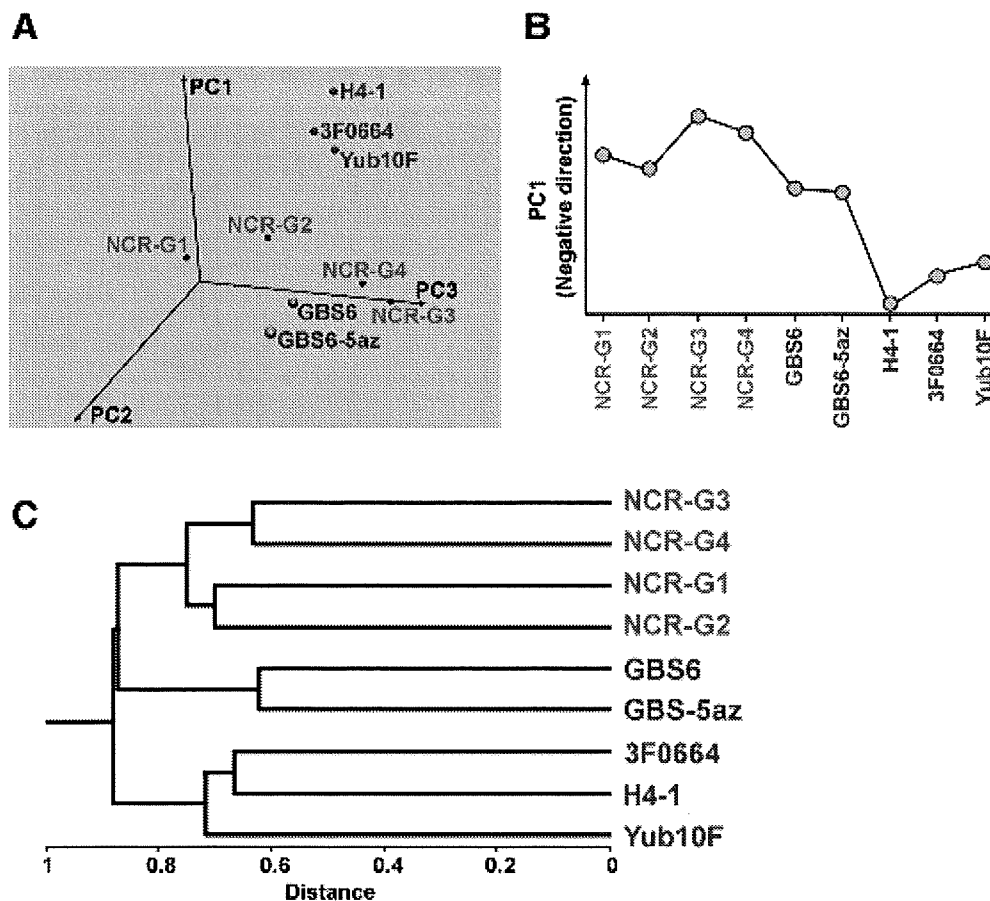 A
PC1
H4-1
3F0664
Yub10F
NCR-G2
NCR-G1
NCR-G4
PC3
GBS6
NCR-G3
GBS6-5az
PC2
B
PC1
(Negative direction)
NCR-G1
NCR-G2
NCR-G3
NCR-G4
GBS6
GBS6-5az
H4-1
3F0664
Yub10F
C
NCR-G3
NCR-G4
NCR-G1
NCR-G2
GBS6
GBS-5az
3F0664
H4-1
Yub10F
1 0.8 0.6 0.4 0.2 0
Distance